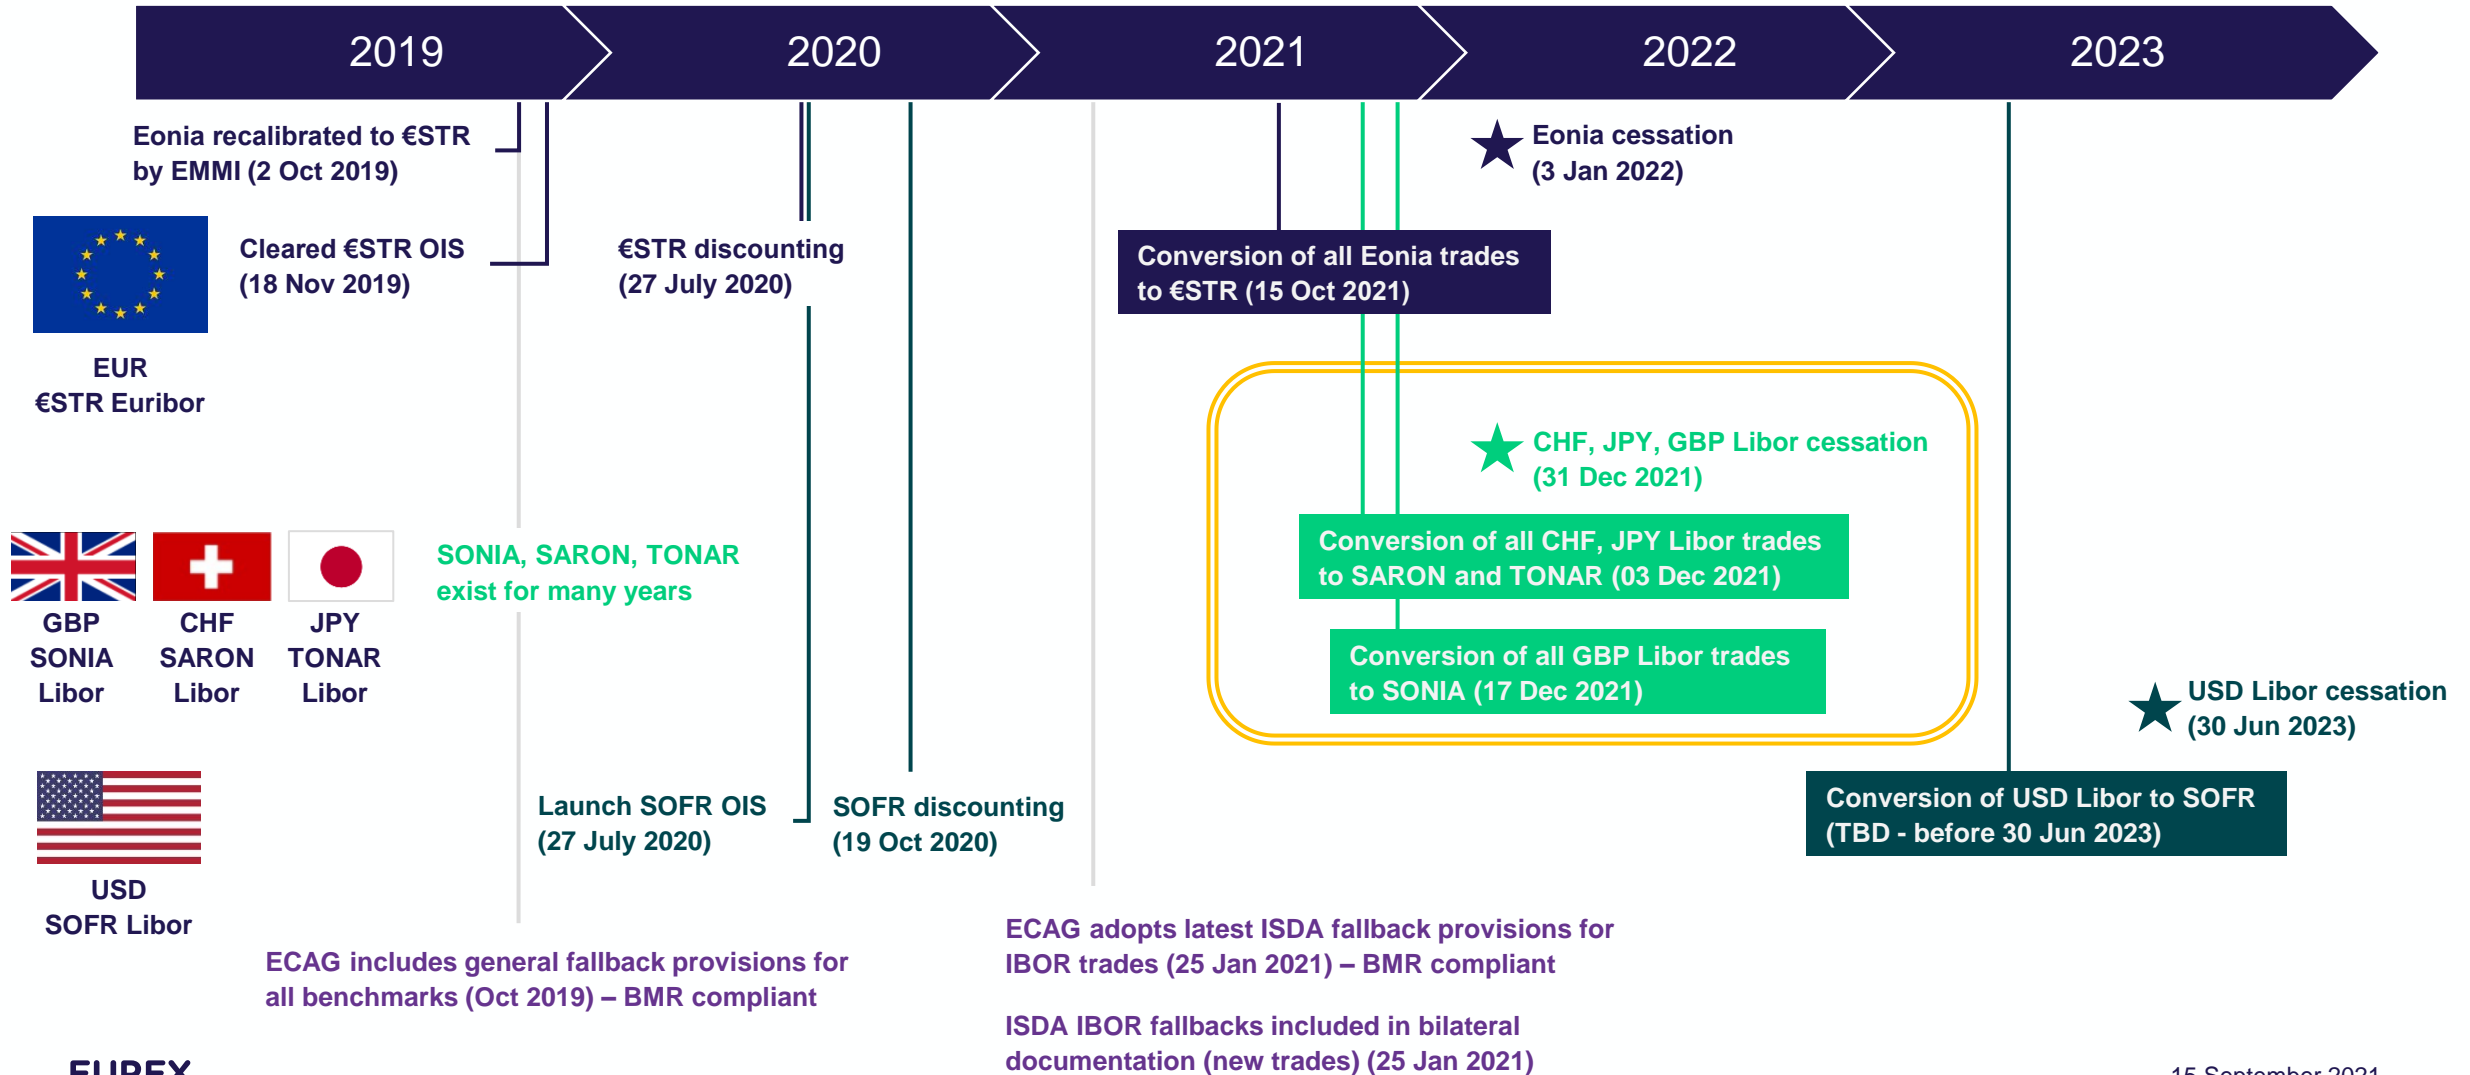 2019
2020
2021
2022
2023
Eonia recalibrated to €STR
by EMMI (2 Oct 2019)
Eonia cessation
(3 Jan 2022)
Cleared €STR OIS
(18 Nov 2019)
€STR discounting
(27 July 2020)
Conversion of all Eonia trades
to €STR (15 Oct 2021)
EUR
€STR Euribor
CHF, JPY, GBP Libor cessation
(31 Dec 2021)
SONIA, SARON, TONAR
exist for many years
Conversion of all CHF, JPY Libor trades
to SARON and TONAR (03 Dec 2021)
GBP
SONIA
Libor
CHF
SARON
Libor
JPY
TONAR
Libor
Conversion of all GBP Libor trades
to SONIA (17 Dec 2021)
USD Libor cessation
(30 Jun 2023)
Launch SOFR OIS
(27 July 2020)
SOFR discounting
(19 Oct 2020)
Conversion of USD Libor to SOFR
(TBD - before 30 Jun 2023)
USD
SOFR Libor
ECAG includes general fallback provisions for
all benchmarks (Oct 2019) – BMR compliant
ECAG adopts latest ISDA fallback provisions for
IBOR trades (25 Jan 2021) – BMR compliant
ISDA IBOR fallbacks included in bilateral
documentation (new trades) (25 Jan 2021)
EUREX
15 September 2021